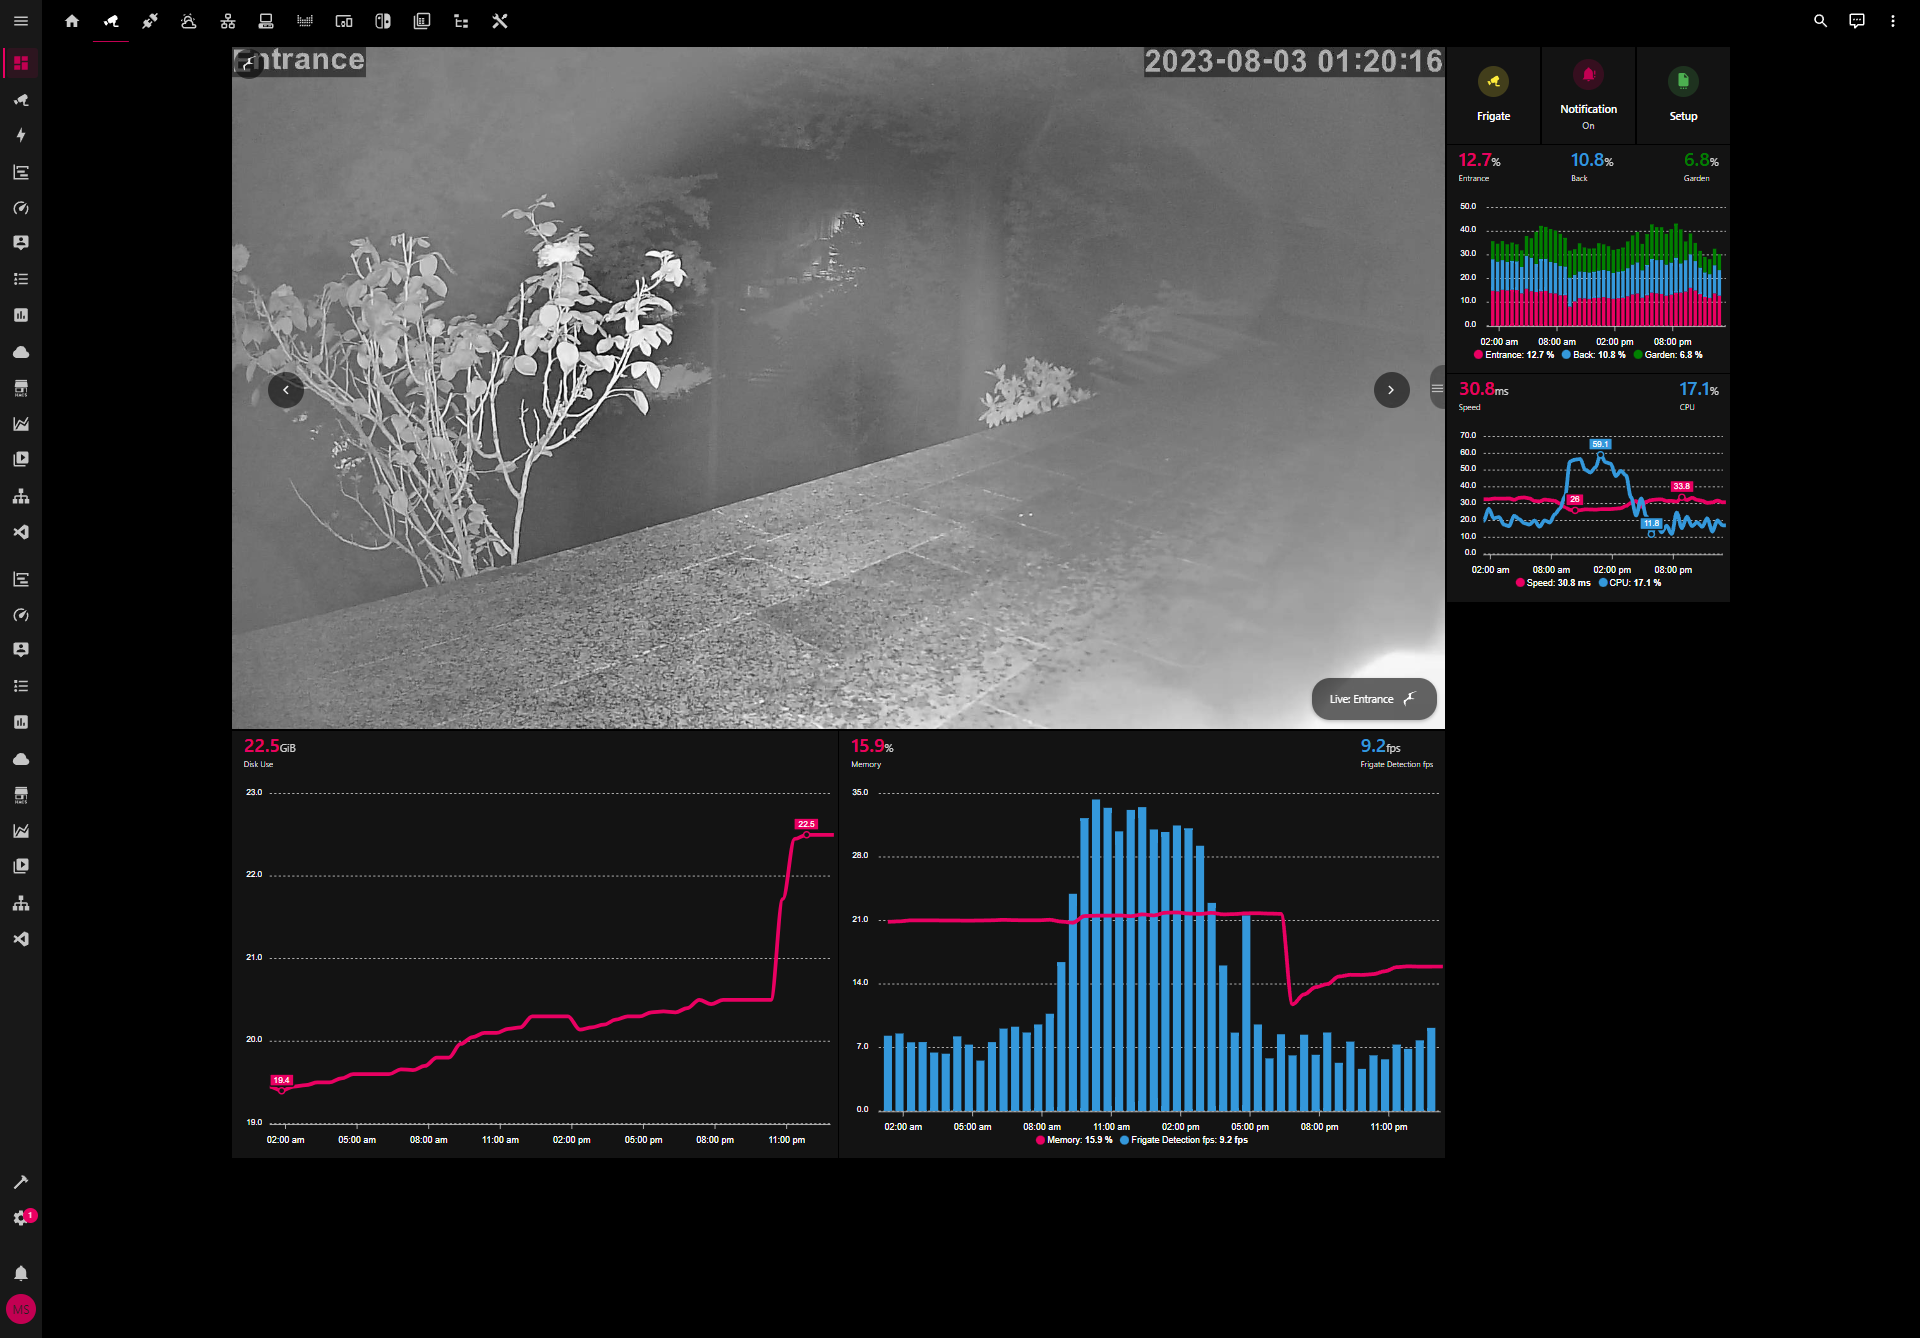 Entrance
2023-08-03 01:20:16
Frigate
Notification
On
Setup
12.7%
Entrance
10.8%
Back
6.8%
Garden
50.0
40.0
30.0
20.0
10.0
0.0
02:00 am 08:00 am 02:00 pm 08:00 pm
Entrance: 12.7 % Back: 10.8 % Garden: 6.8 %
30.8ms
Speed
17.1%
CPU
70.0
60.0
50.0
40.0
30.0
20.0
10.0
0.0
59.1
26
33.8
11.8
02:00 am 08:00 am 02:00 pm 08:00 pm
Speed: 30.8 ms CPU: 17.1 %
Live: Entrance
22.5GiB
Disk Use
23.0
22.0
21.0
20.0
19.0
22.5
19.4
02:00 am 05:00 am 08:00 am 11:00 am 02:00 pm 05:00 pm 08:00 pm 11:00 pm
15.9%
Memory
9.2fps
Frigate Detection fps
35.0
28.0
21.0
14.0
7.0
0.0
02:00 am 05:00 am 08:00 am 11:00 am 02:00 pm 05:00 pm 08:00 pm 11:00 pm
Memory: 15.9 % Frigate Detection fps: 9.2 fps
HACS
HACS
1
MS